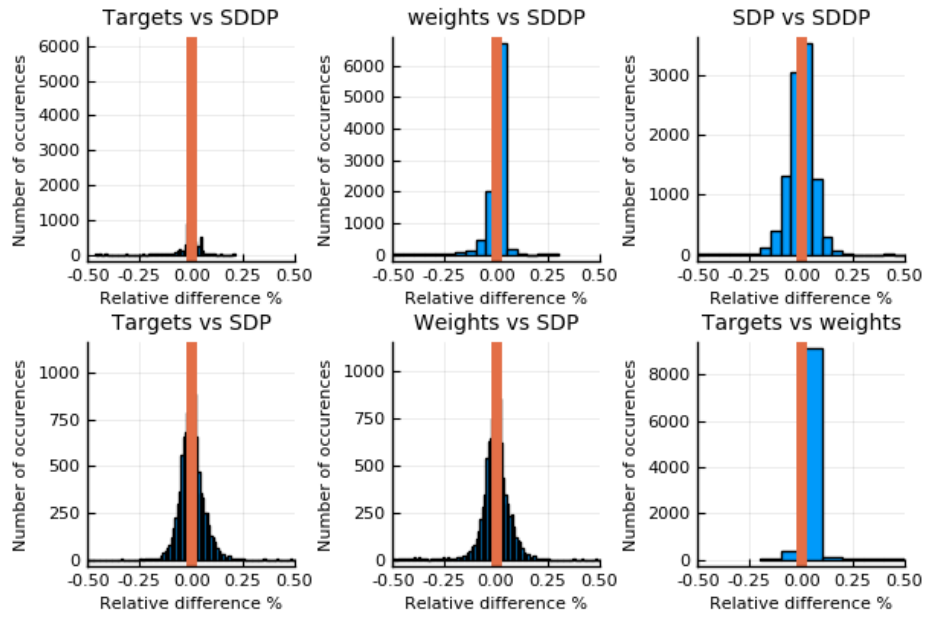 Targets vs SDDP
Number of occurences
6000
5000
4000
3000
2000
1000
0
-0.50 -0.25 0.00 0.25 0.50
Relative difference %
weights vs SDDP
Number of occurences
6000
5000
4000
3000
2000
1000
0
-0.50 -0.25 0.00 0.25 0.50
Relative difference %
SDP vs SDDP
Number of occurences
3000
2000
1000
0
-0.50 -0.25 0.00 0.25 0.50
Relative difference %
Targets vs SDP
Number of occurences
1000
750
500
250
0
-0.50 -0.25 0.00 0.25 0.50
Relative difference %
Weights vs SDP
Number of occurences
1000
750
500
250
0
-0.50 -0.25 0.00 0.25 0.50
Relative difference %
Targets vs weights
Number of occurences
8000
6000
4000
2000
0
-0.50 -0.25 0.00 0.25 0.50
Relative difference %